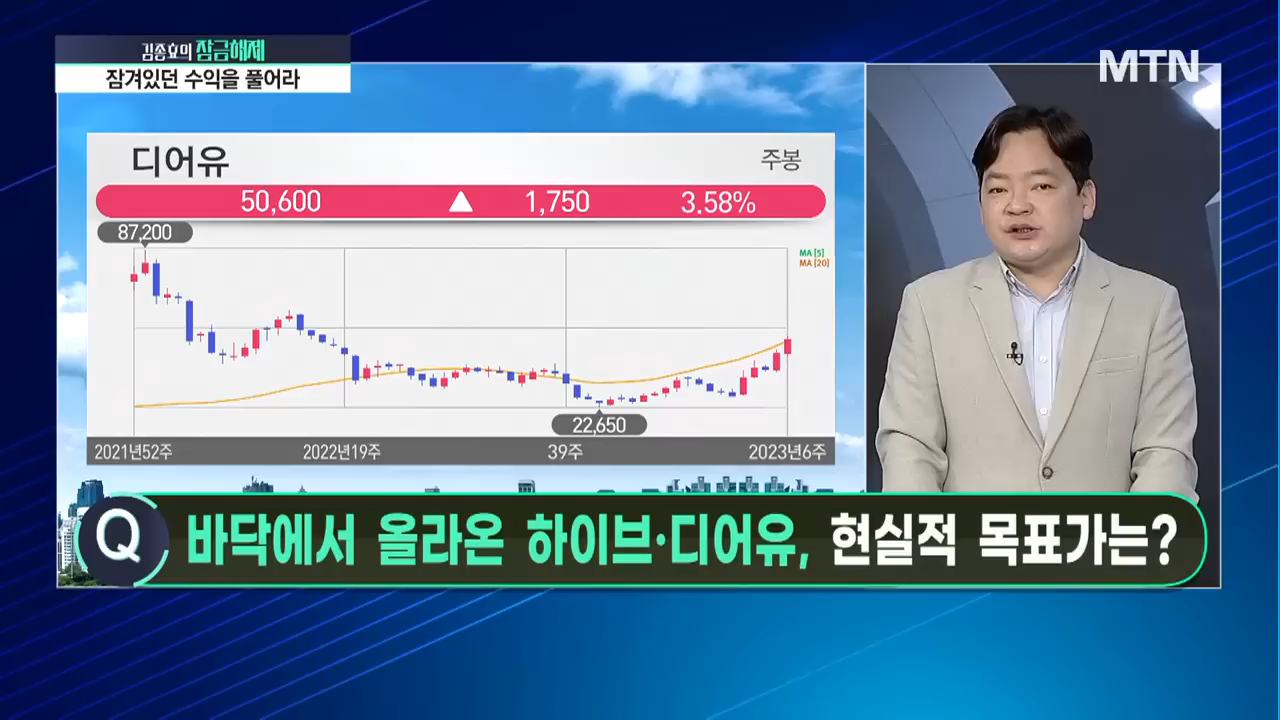 김종효의 잠금해제
잠겨있던 수익을 풀어라
MTN
디어유 주봉
50,600 ▲ 1,750 3.58%
87,200
MA [5]
MA [20]
22,650
2021년52주 2022년19주 39주 2023년6주
Q 바닥에서 올라온 하이브·디어유, 현실적 목표가는?